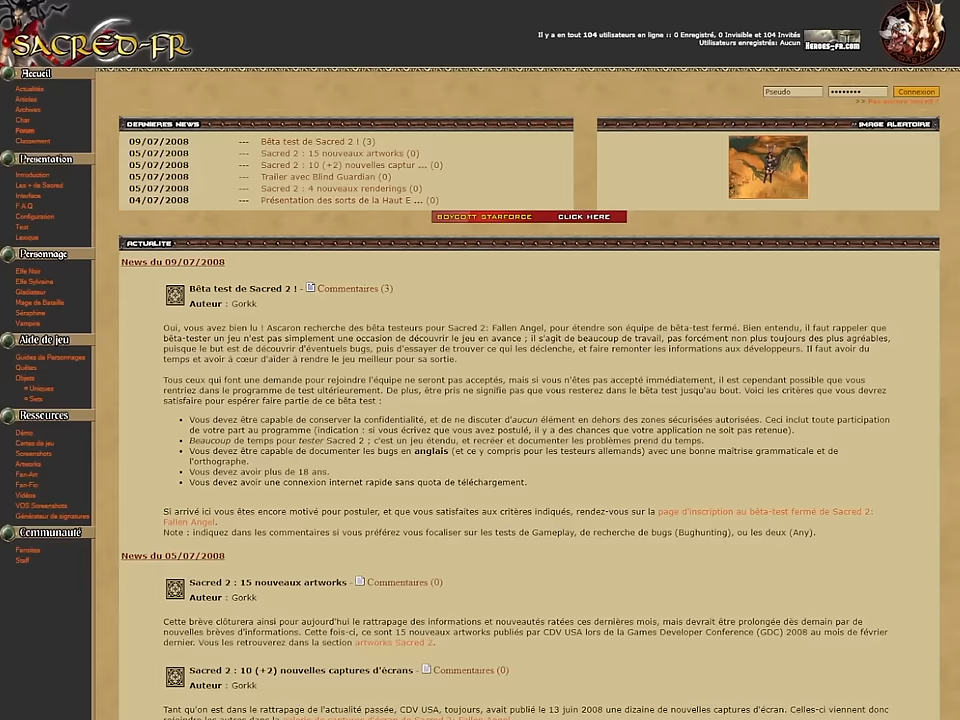 SACRED-FR
Il y a en tout 104 utilisateurs en ligne :: 0 Enregistré, 0 Invisible et 104 Invités
Utilisateurs enregistrés: Aucun
HEROES-FR.COM
Accueil
Actualités
Articles
Archives
Chat
Forum
Classement
Présentation
Introduction
Les + de Sacred
Interface
F.A.Q
Configuration
Test
Lexique
Personnage
Elfe Noir
Elfe Sylvaine
Gladiateur
Mage de Bataille
Séraphine
Vampire
Aide de jeu
Guides de Personnages
Quêtes
Objets
Uniques
Sets
Ressources
Démo
Cartes de jeu
Screenshots
Artworks
Fan-Art
Fan-Fic
Vidéos
VOS Screenshots
Générateur de signatures
Communauté
Fansites
Staff
Pseudo
••••••••
Connexion
DERNIERES NEWS
09/07/2008 --- Bêta test de Sacred 2 ! (3)
05/07/2008 --- Sacred 2 : 15 nouveaux artworks (0)
05/07/2008 --- Sacred 2 : 10 (+2) nouvelles captur ... (0)
05/07/2008 --- Trailer avec Blind Guardian (0)
05/07/2008 --- Sacred 2 : 4 nouveaux renderings (0)
04/07/2008 --- Présentation des sorts de la Haut E ... (0)
IMAGE ALEATOIRE
BOYCOTT STARFORCE CLICK HERE
ACTUALITE
News du 09/07/2008
Bêta test de Sacred 2 ! - Commentaires (3)
Auteur : Gorkk
Oui, vous avez bien lu ! Ascaron recherche des bêta testeurs pour Sacred 2: Fallen Angel, pour étendre son équipe de bêta-test fermé. Bien entendu, il faut rappeler que
bêta-tester un jeu n'est pas simplement une occasion de découvrir le jeu en avance ; il s'agit de beaucoup de travail, pas forcément non plus toujours des plus agréables,
puisque le but est de découvrir d'éventuels bugs, puis d'essayer de trouver ce qui les déclenche, et faire remonter les informations aux développeurs. Il faut avoir du
temps et avoir à cœur d'aider à rendre le jeu meilleur pour sa sortie.
Tous ceux qui font une demande pour rejoindre l'équipe ne seront pas acceptés, mais si vous n'êtes pas accepté immédiatement, il est cependant possible que vous
rentriez dans le programme de test ultérieurement. De plus, être pris ne signifie pas que vous resterez dans le bêta test jusqu'au bout. Voici les critères que vous devrez
satisfaire pour espérer faire partie de ce bêta test :
• Vous devez être capable de conserver la confidentialité, et de ne discuter d'aucun élément en dehors des zones sécurisées autorisées. Ceci inclut toute participation
de votre part au programme (indication : si vous écrivez que vous avez postulé, il y a des chances que votre application ne soit pas retenue).
• Beaucoup de temps pour tester Sacred 2 ; c'est un jeu étendu, et recréer et documenter les problèmes prend du temps.
• Vous devez être capable de documenter les bugs en anglais (et ce y compris pour les testeurs allemands) avec une bonne maîtrise grammaticale et de
l'orthographe.
• Vous devez avoir plus de 18 ans.
• Vous devez avoir une connexion internet rapide sans quota de téléchargement.
Si arrivé ici vous êtes encore motivé pour postuler, et que vous satisfaites aux critères indiqués, rendez-vous sur la page d'inscription au bêta-test fermé de Sacred 2:
Fallen Angel.
Note : indiquez dans les commentaires si vous préférez vous focaliser sur les tests de Gameplay, de recherche de bugs (Bughunting), ou les deux (Any).
News du 05/07/2008
Sacred 2 : 15 nouveaux artworks - Commentaires (0)
Auteur : Gorkk
Cette brève clôturera ainsi pour aujourd'hui le rattrapage des informations et nouveautés ratées ces dernières mois, mais devrait être prolongée dès demain par de
nouvelles brèves d'informations. Cette fois-ci, ce sont 15 nouveaux artworks publiés par CDV USA lors de la Games Developer Conference (GDC) 2008 au mois de février
dernier. Vous les retrouverez dans la section artworks Sacred 2.
Sacred 2 : 10 (+2) nouvelles captures d'écrans - Commentaires (0)
Auteur : Gorkk
Tant qu'on est dans le rattrapage de l'actualité passée, CDV USA, toujours, avait publié le 13 juin 2008 une dizaine de nouvelles captures d'écran. Celles-ci viennent donc
rejoindre les autres dans la galerie de captures d'écran de Sacred 2: Fallen Angel.